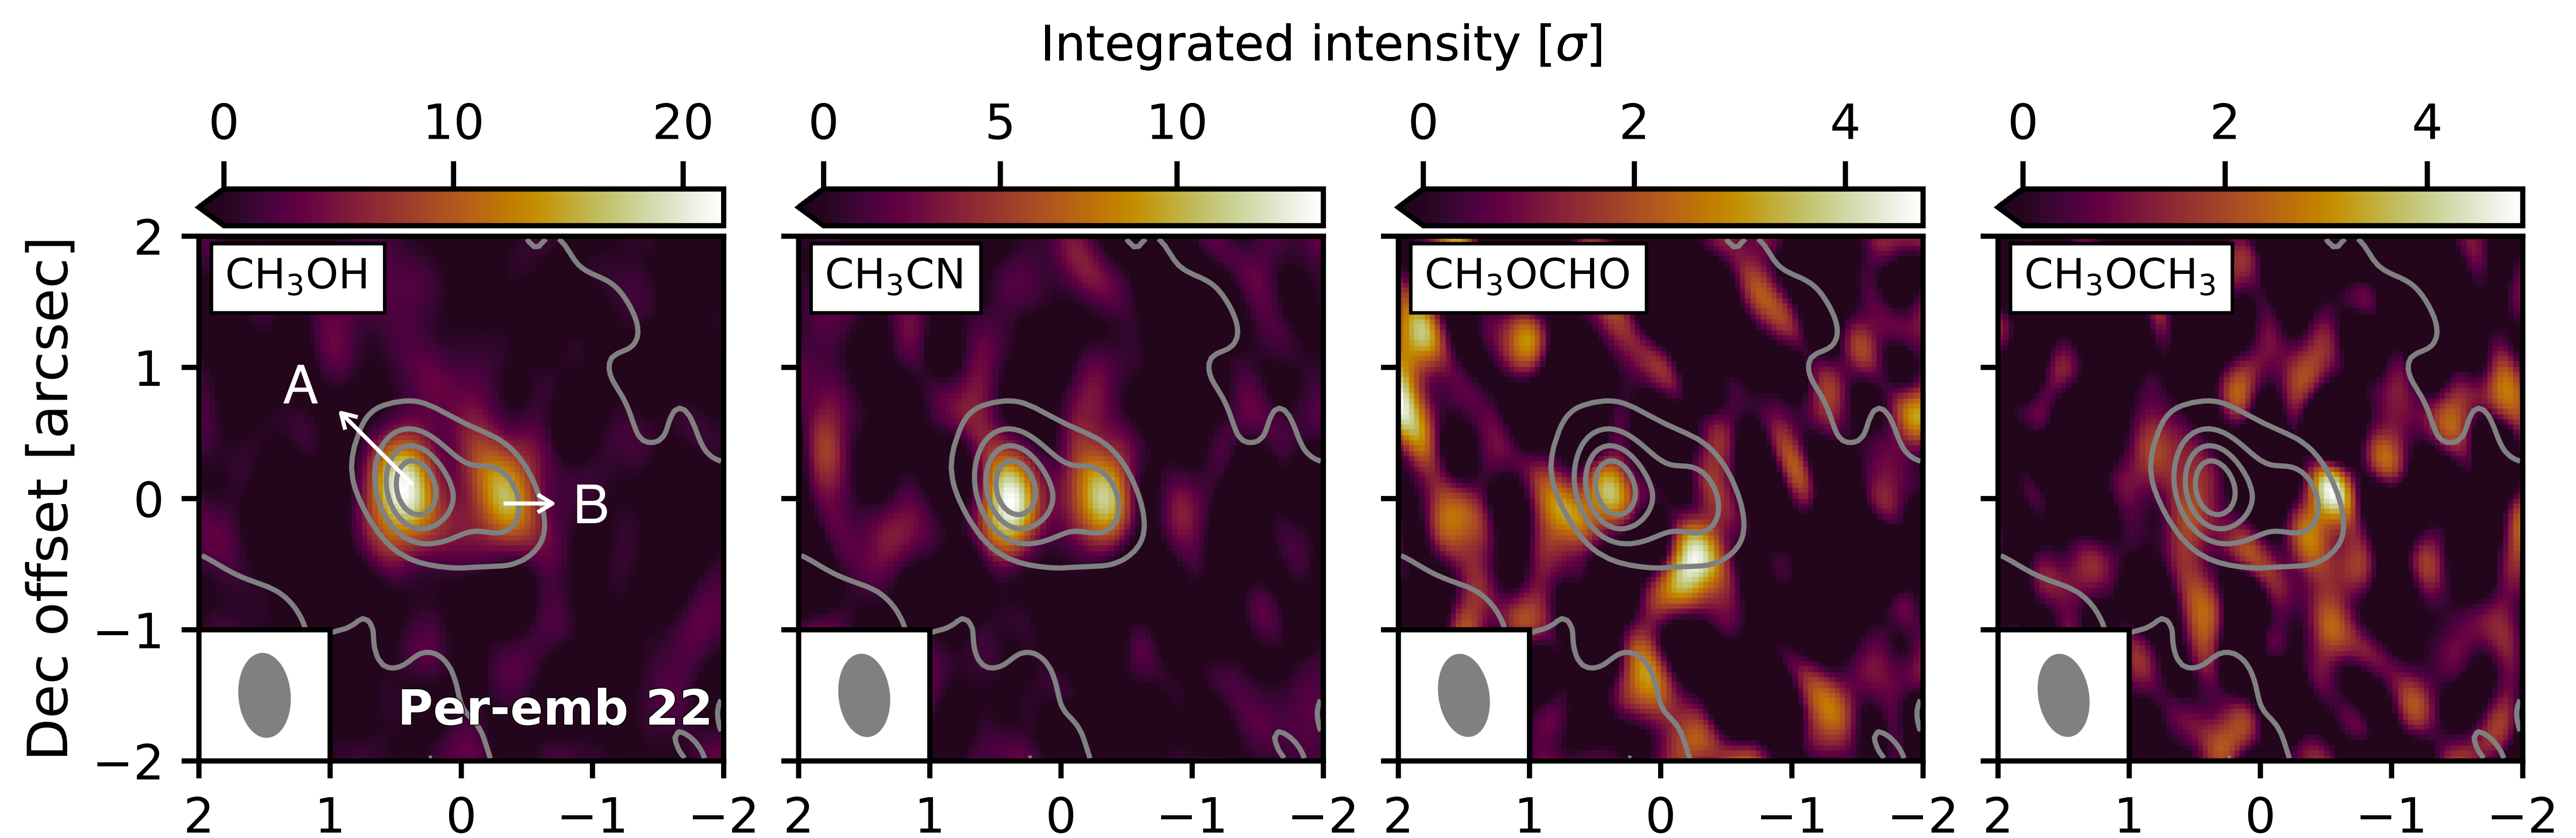 Integrated intensity [σ]
0 10 20 0 5 10 0 2 4 0 2 4
CH₃OH CH₃CN CH₃OCHO CH₃OCH₃
Dec offset [arcsec]
2
1
0
−1
−2
A
B
Per-emb 22
2 1 0 −1 −2 2 1 0 −1 −2 2 1 0 −1 −2 2 1 0 −1 −2